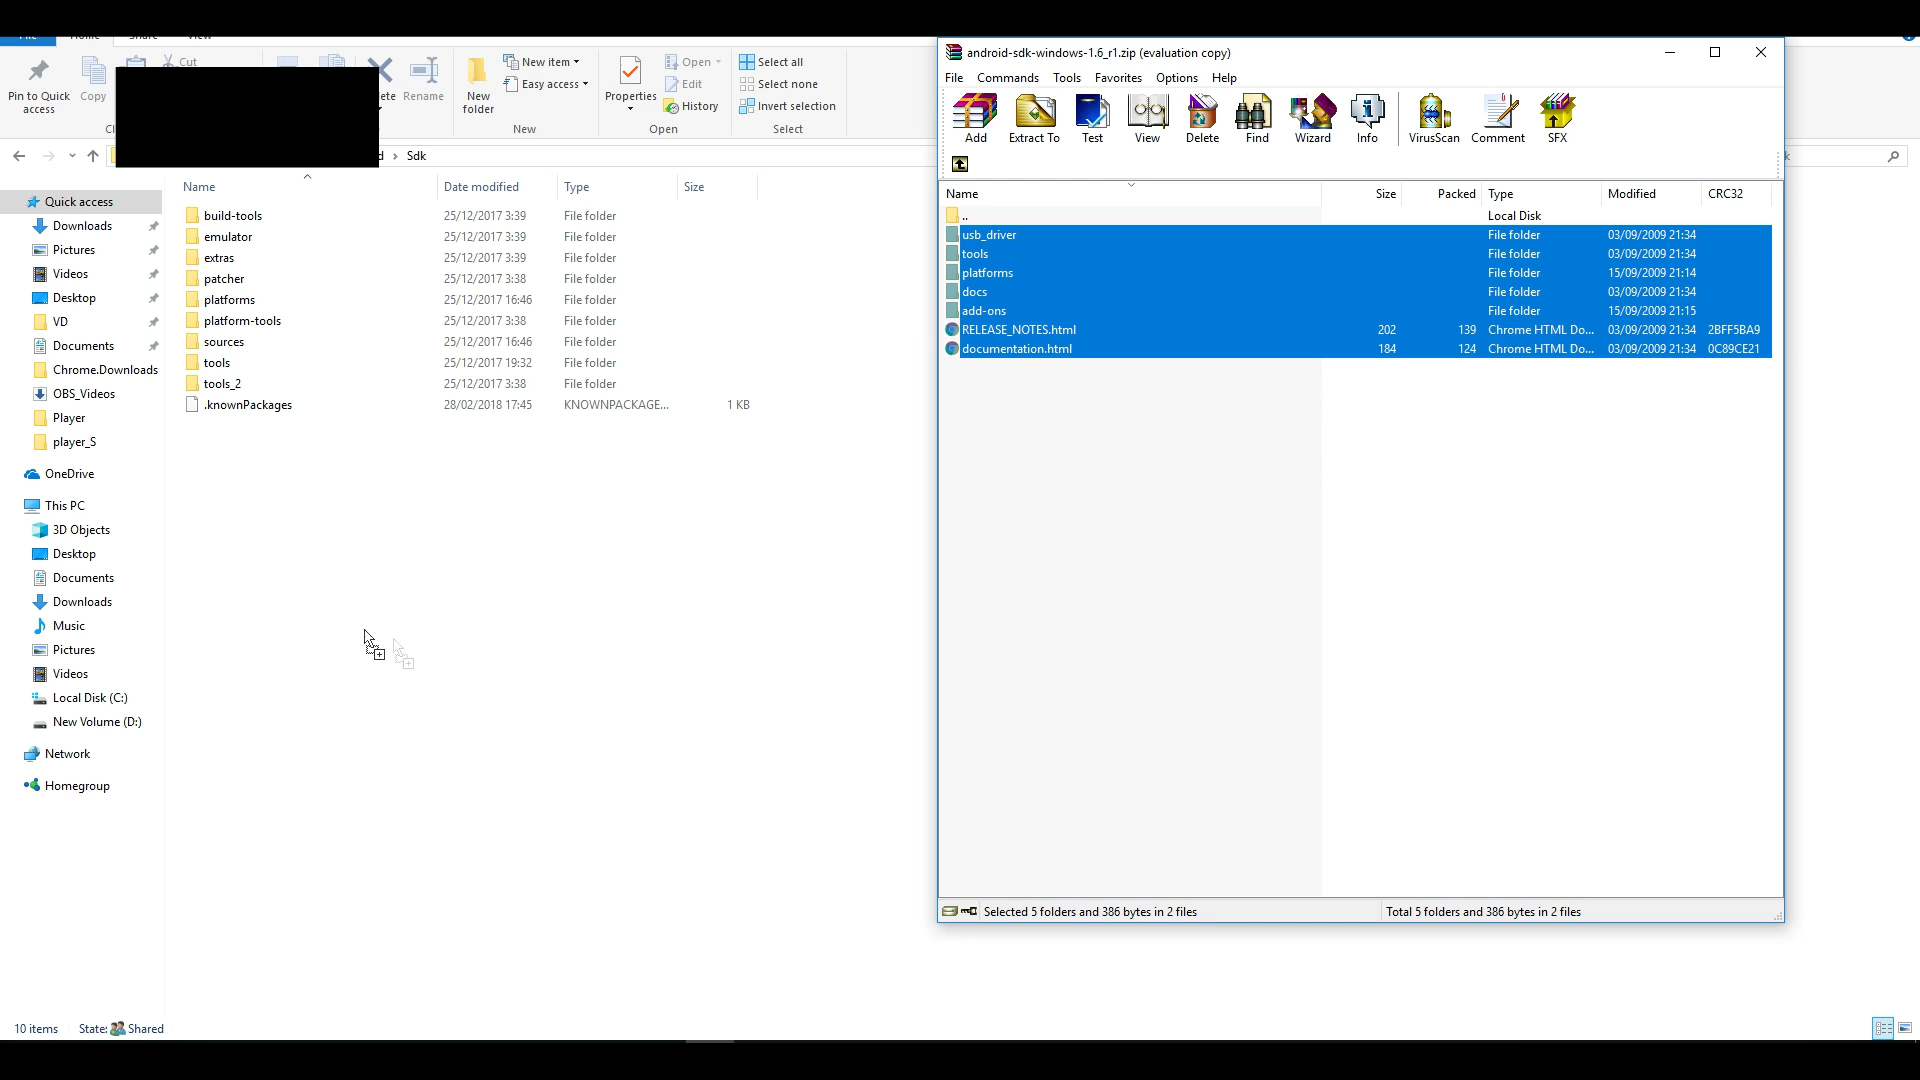 File Home Share View
Pin to Quick access
Copy
Cut
Rename
New folder
New item
Easy access
New
Properties
Open
Edit
History
Open
Select all
Select none
Invert selection
Select
Sdk
Name Date modified Type Size
Quick access
Downloads
Pictures
Videos
Desktop
VD
Documents
Chrome.Downloads
OBS_Videos
Player
player_S
OneDrive
This PC
3D Objects
Desktop
Documents
Downloads
Music
Pictures
Videos
Local Disk (C:)
New Volume (D:)
Network
Homegroup
build-tools 25/12/2017 3:39 File folder
emulator 25/12/2017 3:39 File folder
extras 25/12/2017 3:39 File folder
patcher 25/12/2017 3:38 File folder
platforms 25/12/2017 16:46 File folder
platform-tools 25/12/2017 3:38 File folder
sources 25/12/2017 16:46 File folder
tools 25/12/2017 19:32 File folder
tools_2 25/12/2017 3:38 File folder
.knownPackages 28/02/2018 17:45 KNOWNPACKAGE... 1 KB
10 items State: Shared
android-sdk-windows-1.6_r1.zip (evaluation copy)
File Commands Tools Favorites Options Help
Add Extract To Test View Delete Find Wizard Info VirusScan Comment SFX
Name Size Packed Type Modified CRC32
.. Local Disk
usb_driver File folder 03/09/2009 21:34
tools File folder 03/09/2009 21:34
platforms File folder 15/09/2009 21:14
docs File folder 03/09/2009 21:34
add-ons File folder 15/09/2009 21:15
RELEASE_NOTES.html 202 139 Chrome HTML Do... 03/09/2009 21:34 2BFF5BA9
documentation.html 184 124 Chrome HTML Do... 03/09/2009 21:34 0C89CE21
Selected 5 folders and 386 bytes in 2 files
Total 5 folders and 386 bytes in 2 files